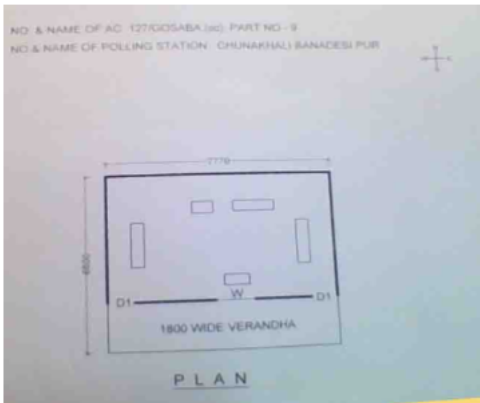 NO. & NAME OF AC. 127/GOSABA (sc), PART NO - 9
NO & NAME OF POLLING STATION : CHUNAKHALI BANADESI PUR
7770
D1
W
D1
1800 WIDE VERANDHA
PLAN